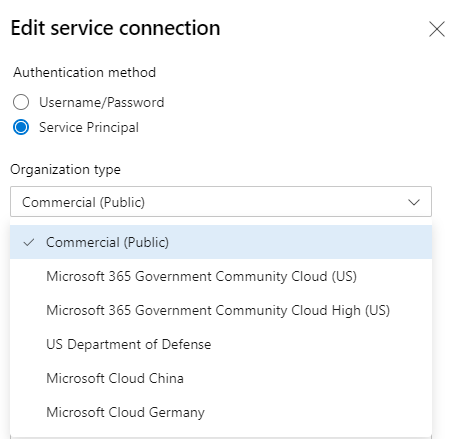 Edit service connection
Authentication method
Username/Password
Service Principal
Organization type
Commercial (Public)
Commercial (Public)
Microsoft 365 Government Community Cloud (US)
Microsoft 365 Government Community Cloud High (US)
US Department of Defense
Microsoft Cloud China
Microsoft Cloud Germany